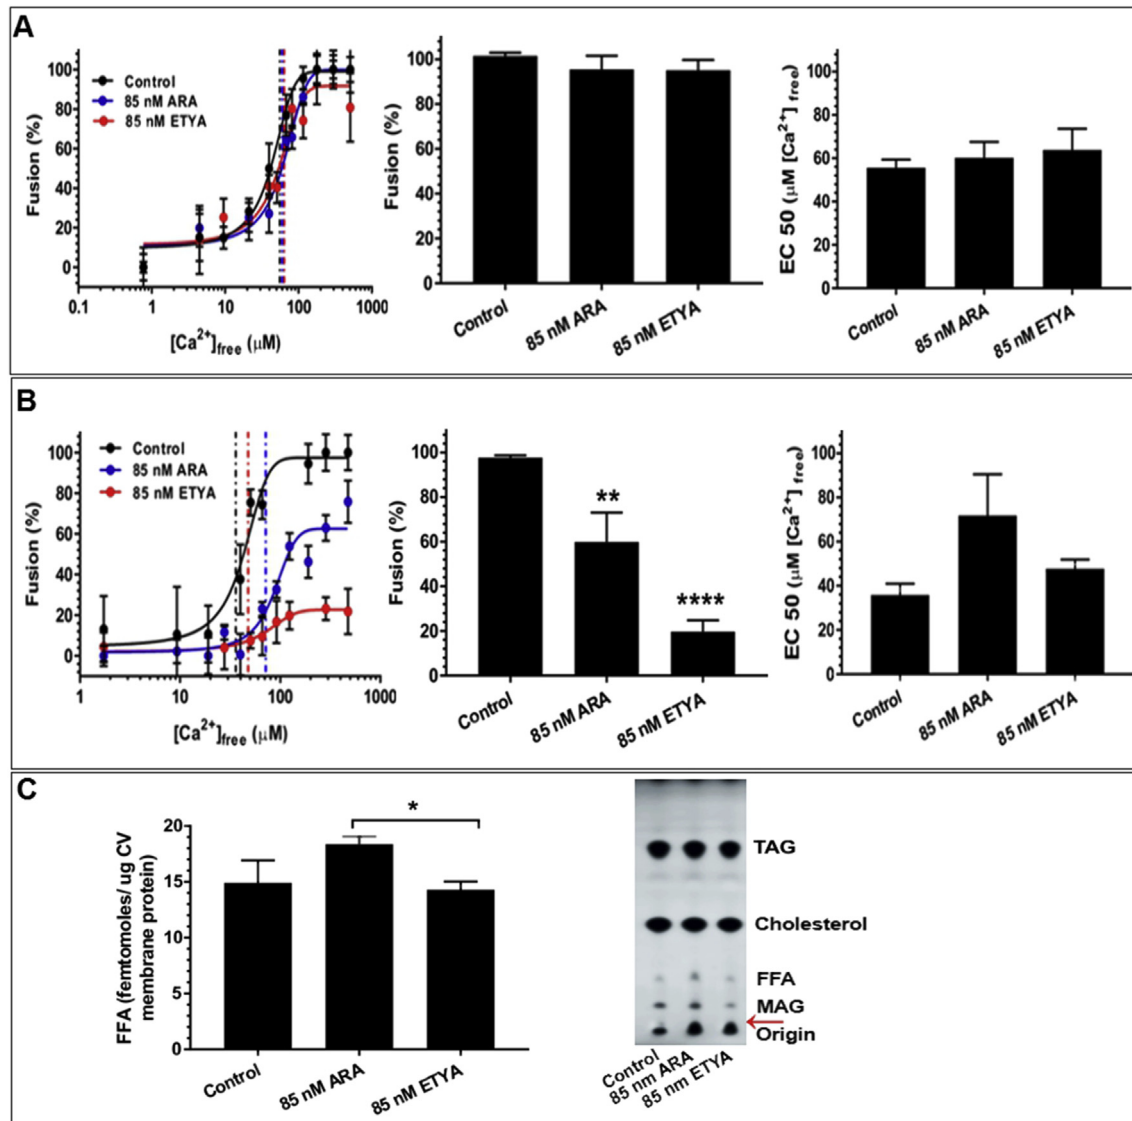 A
Fusion (%)
100
80
60
40
20
0
Control
85 nM ARA
85 nM ETYA
0.1 1 10 100 1000
[Ca2+]free (μM)
Fusion (%)
100
80
60
40
20
0
Control
85 nM ARA
85 nM ETYA
EC 50 (μM [Ca2+] free)
100
80
60
40
20
0
Control
85 nM ARA
85 nM ETYA
B
Fusion (%)
100
80
60
40
20
0
Control
85 nM ARA
85 nM ETYA
1 10 100 1000
[Ca2+]free (μM)
Fusion (%)
100
80
60
40
20
0
**
****
Control
85 nM ARA
85 nM ETYA
EC 50 (μM [Ca2+] free)
100
80
60
40
20
0
Control
85 nM ARA
85 nM ETYA
C
FFA (femtomoles/ ug CV
membrane protein)
20
15
10
5
0
*
Control
85 nM ARA
85 nM ETYA
TAG
Cholesterol
FFA
MAG
Origin
Control
85 nm ARA
85 nm ETYA